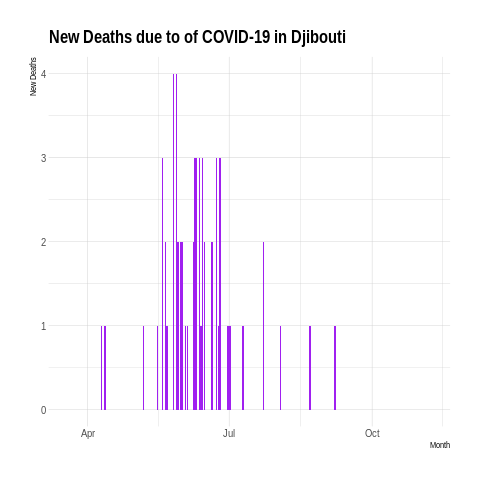 New Deaths due to of COVID-19 in Djibouti
New Deaths
4
3
2
1
0
Apr
Jul
Oct
Month